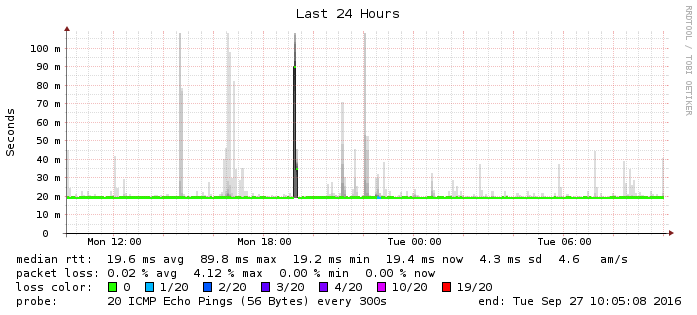 Last 24 Hours
RRDTOOL / TOBI OETIKER
Seconds
100 m
90 m
80 m
70 m
60 m
50 m
40 m
30 m
20 m
10 m
0
Mon 12:00 Mon 18:00 Tue 00:00 Tue 06:00
median rtt: 19.6 ms avg 89.8 ms max 19.2 ms min 19.4 ms now 4.3 ms sd 4.6 am/s
packet loss: 0.02 % avg 4.12 % max 0.00 % min 0.00 % now
loss color: 0 1/20 2/20 3/20 4/20 10/20 19/20
probe: 20 ICMP Echo Pings (56 Bytes) every 300s end: Tue Sep 27 10:05:08 2016